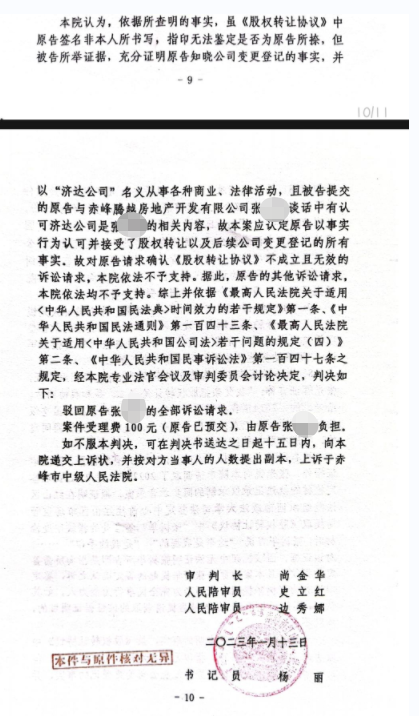 本院认为，依据所查明的事实，虽《股权转让协议》中
原告签名非本人所书写，指印无法鉴定是否为原告所捺，但
被告所举证据，充分证明原告知晓公司变更登记的事实，并
- 9 -
10/11
以“济达公司”名义从事各种商业、法律活动，且被告提交
的原告与赤峰腾越房地产开发有限公司张 谈话中有认
可济达公司是张 的相关内容，故本案应认定原告以事实
行为认可并接受了股权转让以及后续公司变更登记的所有
事实。故对原告请求确认《股权转让协议》不成立且无效的
诉讼请求，本院依法不予支持。据此，原告的其他诉讼请求，
本院依法均不予支持。综上并依据《最高人民法院关于适用
<中华人民共和国民法典>时间效力的若干规定》第一条、《中
华人民共和国民法通则》第一百四十三条、《最高人民法院
关于适用<中华人民共和国公司法>若干问题的规定（四）》
第二条、《中华人民共和国民事诉讼法》第一百四十七条之
规定，经本院专业法官会议及审判委员会讨论决定，判决如
下：
驳回原告张 的全部诉讼请求。
案件受理费 100 元（原告已预交），由原告张 负担。
如不服本判决，可在判决书送达之日起十五日内，向本
院递交上诉状，并按对方当事人的人数提出副本，上诉于赤
峰市中级人民法院。
审 判 长 尚金华
人民陪审员 史立红
人民陪审员 边秀娜
二〇二三年一月十三日
本件与原件核对无异
书 记 员 杨 丽
- 10 -